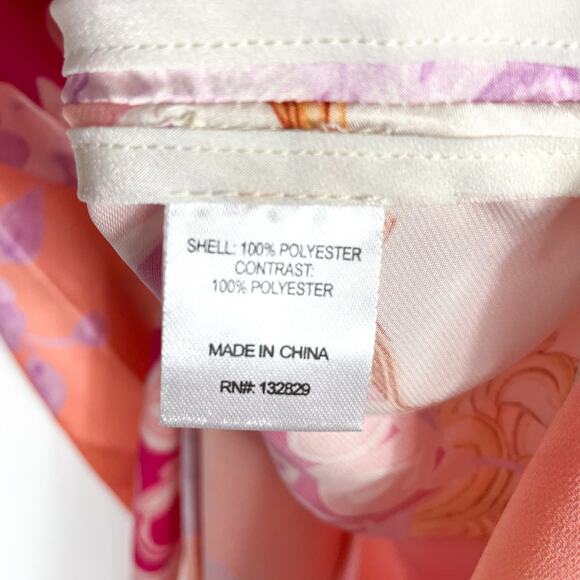 SHELL: 100% POLYESTER
CONTRAST:
100% POLYESTER
MADE IN CHINA
RN#: 132829